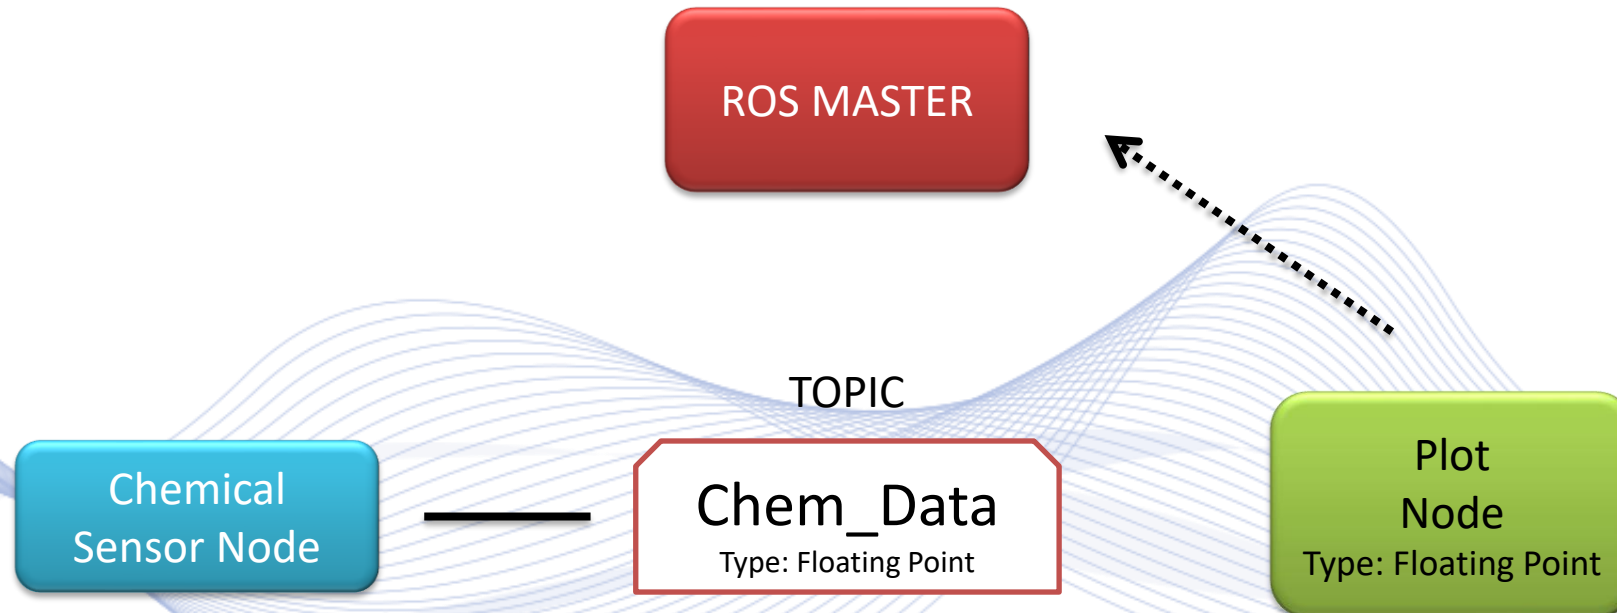 ROS MASTER
TOPIC
Chemical
Sensor Node
Chem_Data
Type: Floating Point
Plot
Node
Type: Floating Point